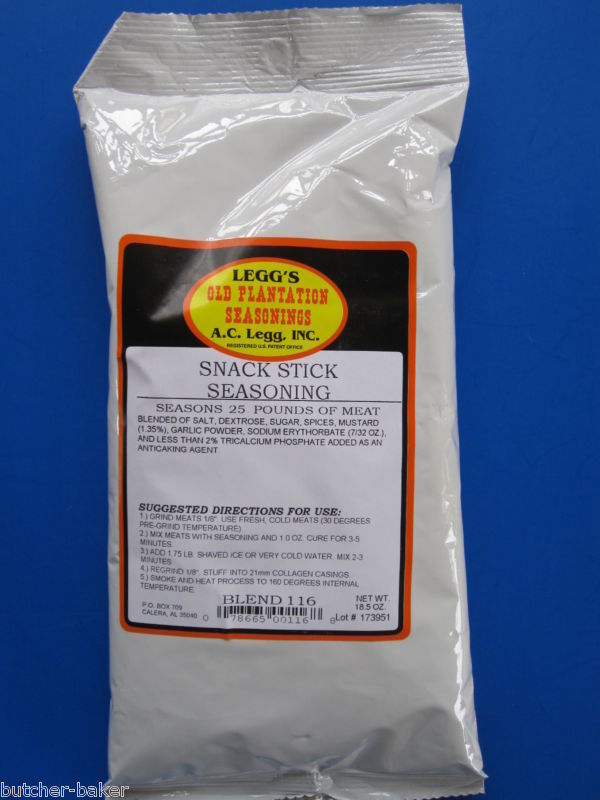 LEGG'S
OLD PLANTATION
SEASONINGS
A.C. Legg, INC.
REGISTERED U.S. PATENT OFFICE
SNACK STICK
SEASONING
SEASONS 25 POUNDS OF MEAT
BLENDED OF SALT, DEXTROSE, SUGAR, SPICES, MUSTARD
(1.35%), GARLIC POWDER, SODIUM ERYTHORBATE (7/32 OZ.),
AND LESS THAN 2% TRICALCIUM PHOSPHATE ADDED AS AN
ANTICAKING AGENT.
SUGGESTED DIRECTIONS FOR USE:
1.) GRIND MEATS 1/8". USE FRESH, COLD MEATS (30 DEGREES
PRE-GRIND TEMPERATURE).
2.) MIX MEATS WITH SEASONING AND 1.0 OZ. CURE FOR 3-5
MINUTES.
3.) ADD 1.75 LB. SHAVED ICE OR VERY COLD WATER. MIX 2-3
MINUTES.
4.) REGRIND 1/8". STUFF INTO 21mm COLLAGEN CASINGS.
5.) SMOKE AND HEAT PROCESS TO 160 DEGREES INTERNAL
TEMPERATURE.
BLEND 116
P.O. BOX 709
CALERA, AL 35040
0 78665 00116 8
NET WT.
18.5 OZ.
Lot # 173951
butcher-baker